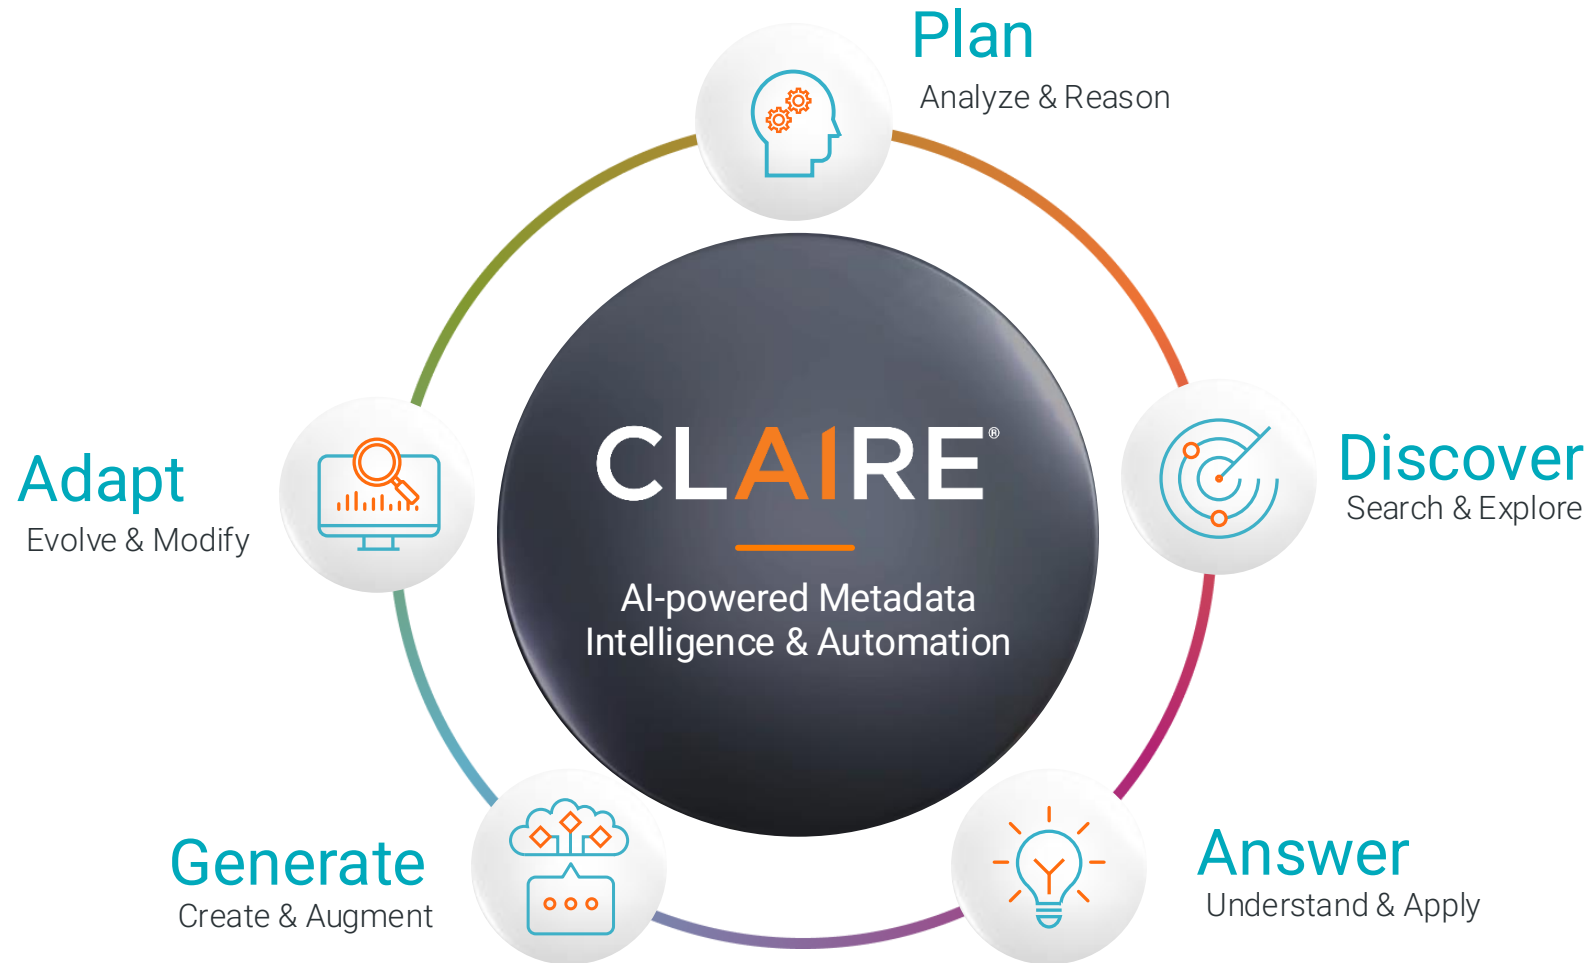 Plan
Analyze & Reason
Discover
Search & Explore
Answer
Understand & Apply
Generate
Create & Augment
Adapt
Evolve & Modify
CLAIRE®
AI-powered Metadata
Intelligence & Automation